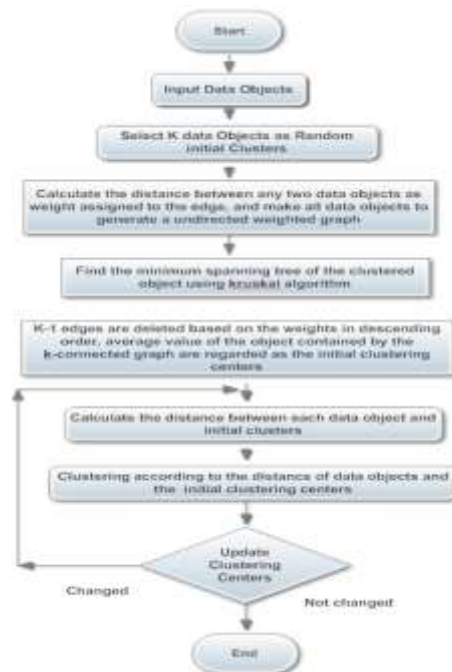 Start
Input Data Objects
Select K data Objects as Random
initial Clusters
Calculate the distance between any two data objects as
weight assigned to the edge, and make all data objects to
generate a undirected weighted graph
Find the minimum spanning tree of the clustered
object using kruskal algorithm
K-1 edges are deleted based on the weights in descending
order, average value of the object contained by the
k-connected graph are regarded as the initial clustering
centers
Calculate the distance between each data object and
initial clusters
Clustering according to the distance of data objects and
the initial clustering centers
Update
Clustering
Centers
Changed
Not changed
End